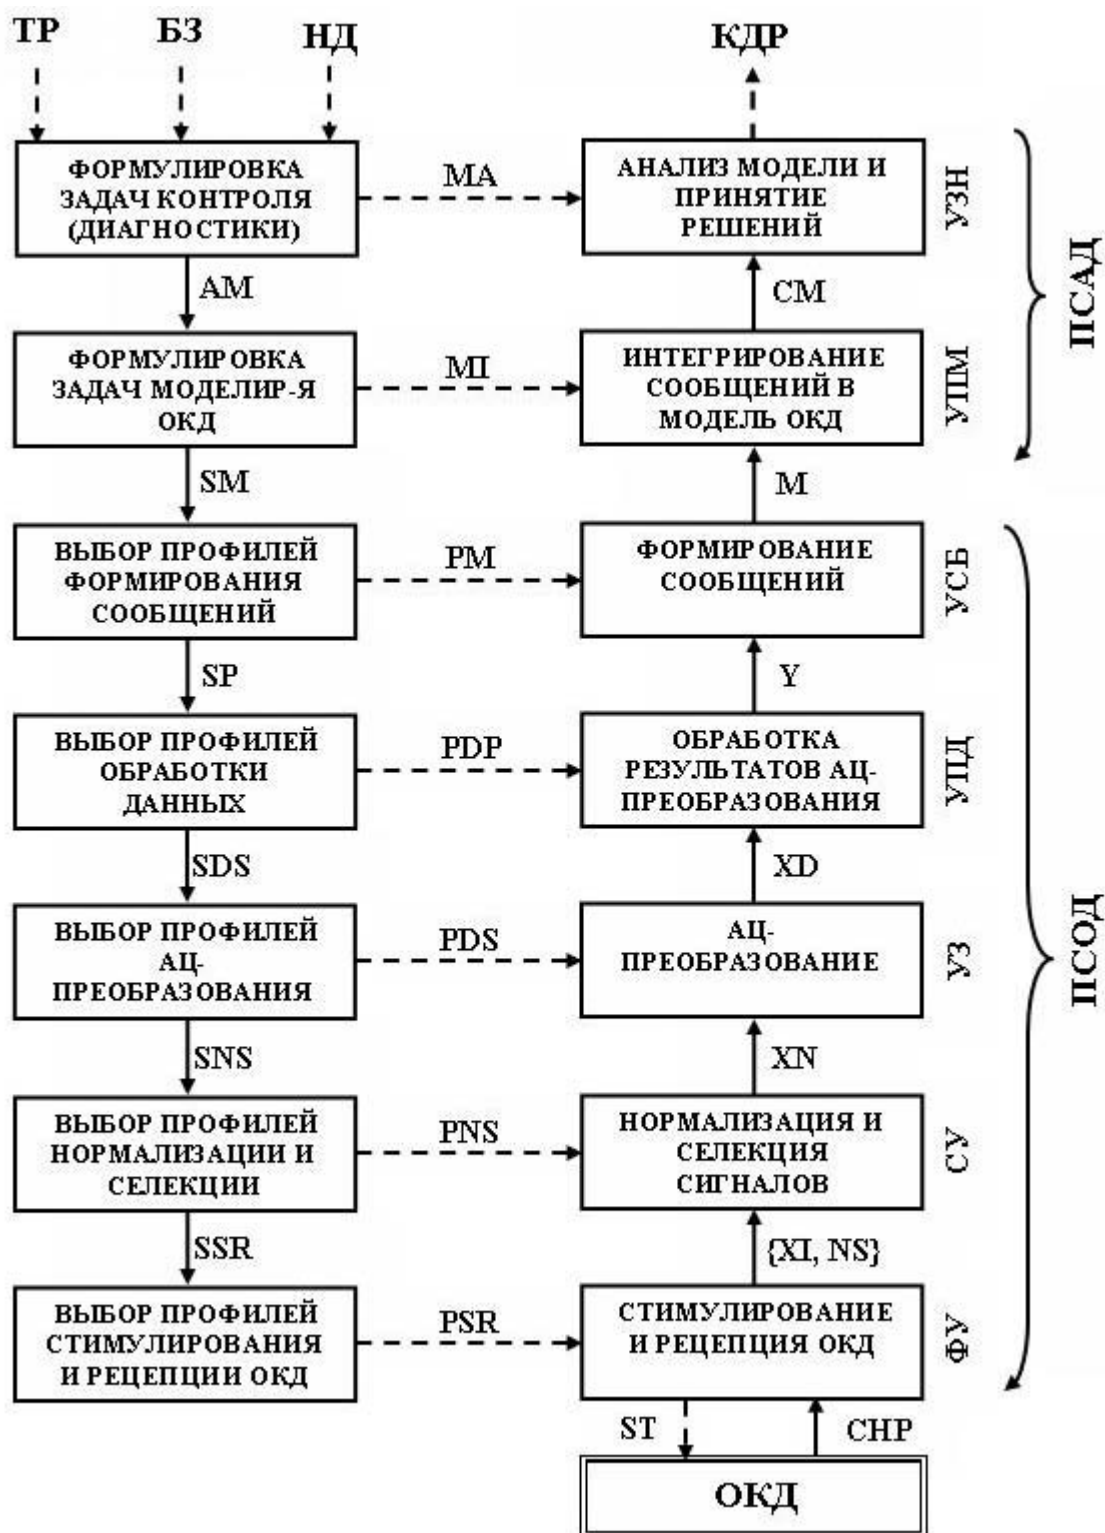 ТР
БЗ
НД
КДР
ФОРМУЛИРОВКА
ЗАДАЧ КОНТРОЛЯ
(ДИАГНОСТИКИ)
МА
АНАЛИЗ МОДЕЛИ И
ПРИНЯТИЕ
РЕШЕНИЙ
УЗН
АМ
СМ
ФОРМУЛИРОВКА
ЗАДАЧ МОДЕЛИР-Я
ОКД
MI
ИНТЕГРИРОВАНИЕ
СООБЩЕНИЙ В
МОДЕЛЬ ОКД
УПМ
ПСАД
SM
M
ВЫБОР ПРОФИЛЕЙ
ФОРМИРОВАНИЯ
СООБЩЕНИЙ
PM
ФОРМИРОВАНИЕ
СООБЩЕНИЙ
УСБ
SP
Y
ВЫБОР ПРОФИЛЕЙ
ОБРАБОТКИ
ДАННЫХ
PDP
ОБРАБОТКА
РЕЗУЛЬТАТОВ АЦ-
ПРЕОБРАЗОВАНИЯ
УПД
SDS
XD
ВЫБОР ПРОФИЛЕЙ
АЦ-
ПРЕОБРАЗОВАНИЯ
PDS
АЦ-
ПРЕОБРАЗОВАНИЕ
УЗ
ПСОД
SNS
XN
ВЫБОР ПРОФИЛЕЙ
НОРМАЛИЗАЦИИ И
СЕЛЕКЦИИ
PNS
НОРМАЛИЗАЦИЯ И
СЕЛЕКЦИЯ
СИГНАЛОВ
СУ
SSR
{XI, NS}
ВЫБОР ПРОФИЛЕЙ
СТИМУЛИРОВАНИЯ
И РЕЦЕПЦИИ ОКД
PSR
СТИМУЛИРОВАНИЕ
И РЕЦЕПЦИЯ ОКД
ФУ
ST
CHP
ОКД